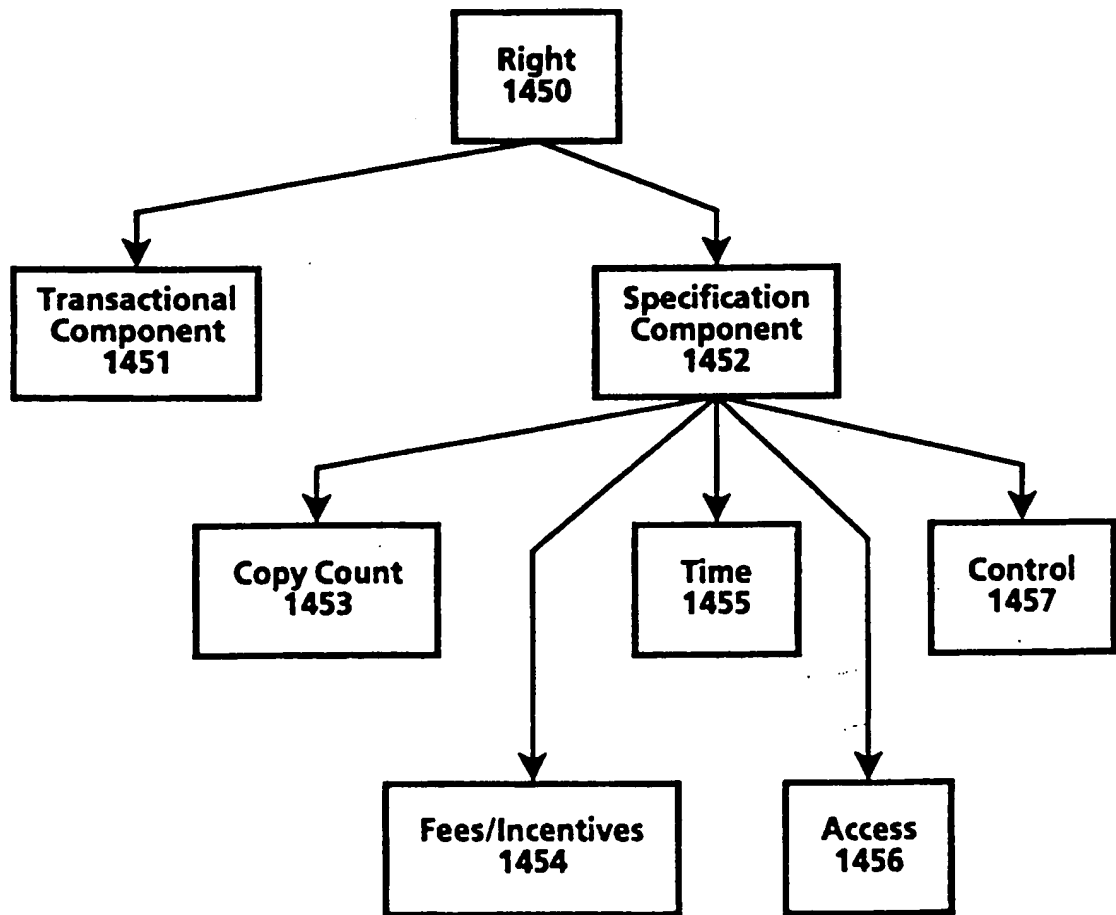 Right
1450
Transactional
Component
1451
Specification
Component
1452
Copy Count
1453
Time
1455
Control
1457
Fees/Incentives
1454
Access
1456